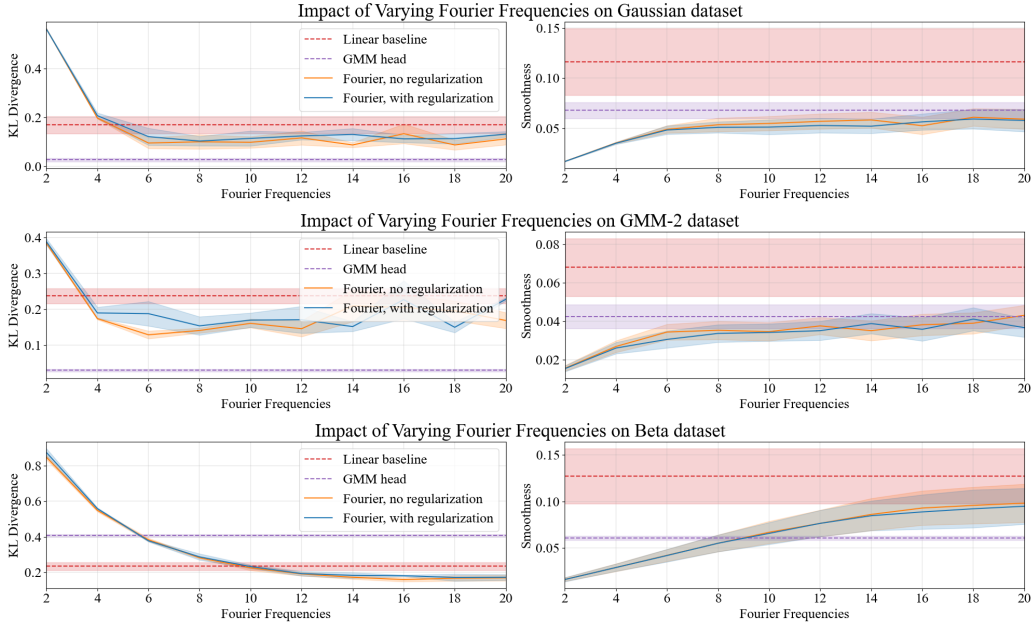 Impact of Varying Fourier Frequencies on Gaussian dataset
KL Divergence
0.4
0.2
0.0
Linear baseline
GMM head
Fourier, no regularization
Fourier, with regularization
2 4 6 8 10 12 14 16 18 20
Fourier Frequencies
Smoothness
0.15
0.10
0.05
2 4 6 8 10 12 14 16 18 20
Fourier Frequencies
Impact of Varying Fourier Frequencies on GMM-2 dataset
KL Divergence
0.4
0.3
0.2
0.1
Linear baseline
GMM head
Fourier, no regularization
Fourier, with regularization
2 4 6 8 10 12 14 16 18 20
Fourier Frequencies
Smoothness
0.08
0.06
0.04
0.02
2 4 6 8 10 12 14 16 18 20
Fourier Frequencies
Impact of Varying Fourier Frequencies on Beta dataset
KL Divergence
0.8
0.6
0.4
0.2
Linear baseline
GMM head
Fourier, no regularization
Fourier, with regularization
2 4 6 8 10 12 14 16 18 20
Fourier Frequencies
Smoothness
0.15
0.10
0.05
2 4 6 8 10 12 14 16 18 20
Fourier Frequencies